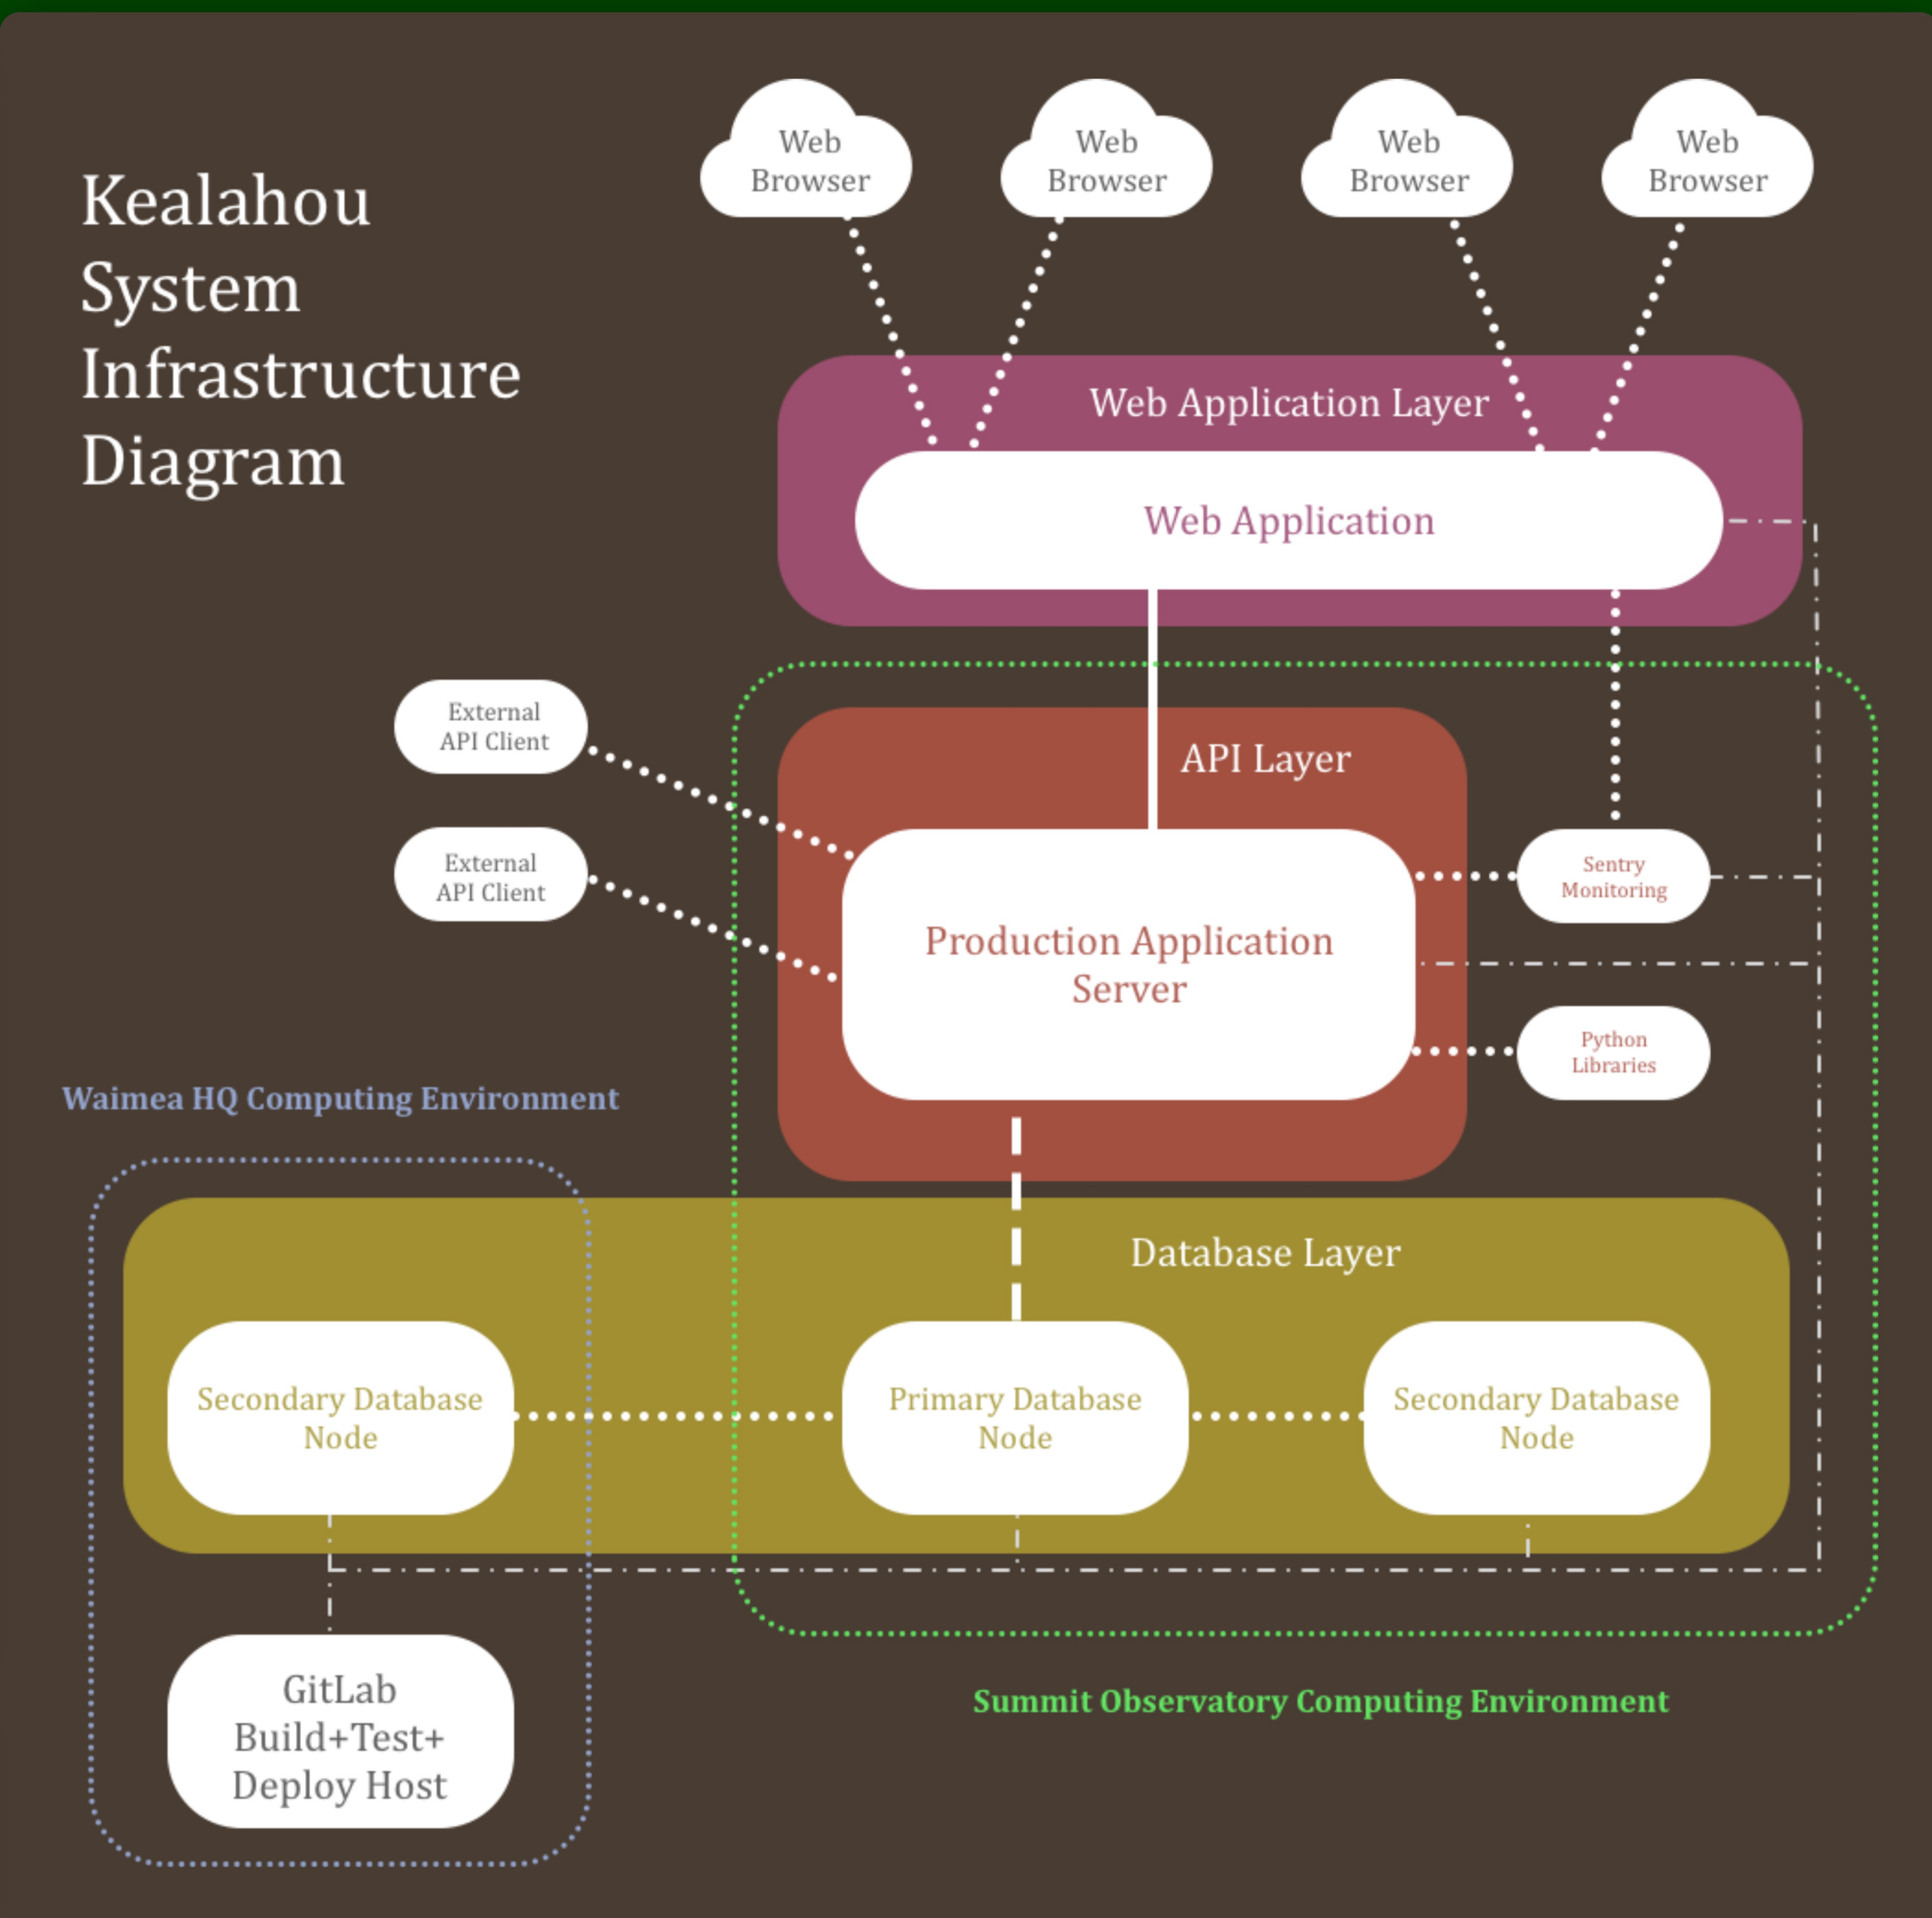 Kealahou
System
Infrastructure
Diagram
Web
Browser
Web
Browser
Web
Browser
Web
Browser
Web Application Layer
Web Application
External
API Client
External
API Client
API Layer
Production Application
Server
Sentry
Monitoring
Python
Libraries
Waimea HQ Computing Environment
Database Layer
Secondary Database
Node
Primary Database
Node
Secondary Database
Node
GitLab
Build+Test+
Deploy Host
Summit Observatory Computing Environment